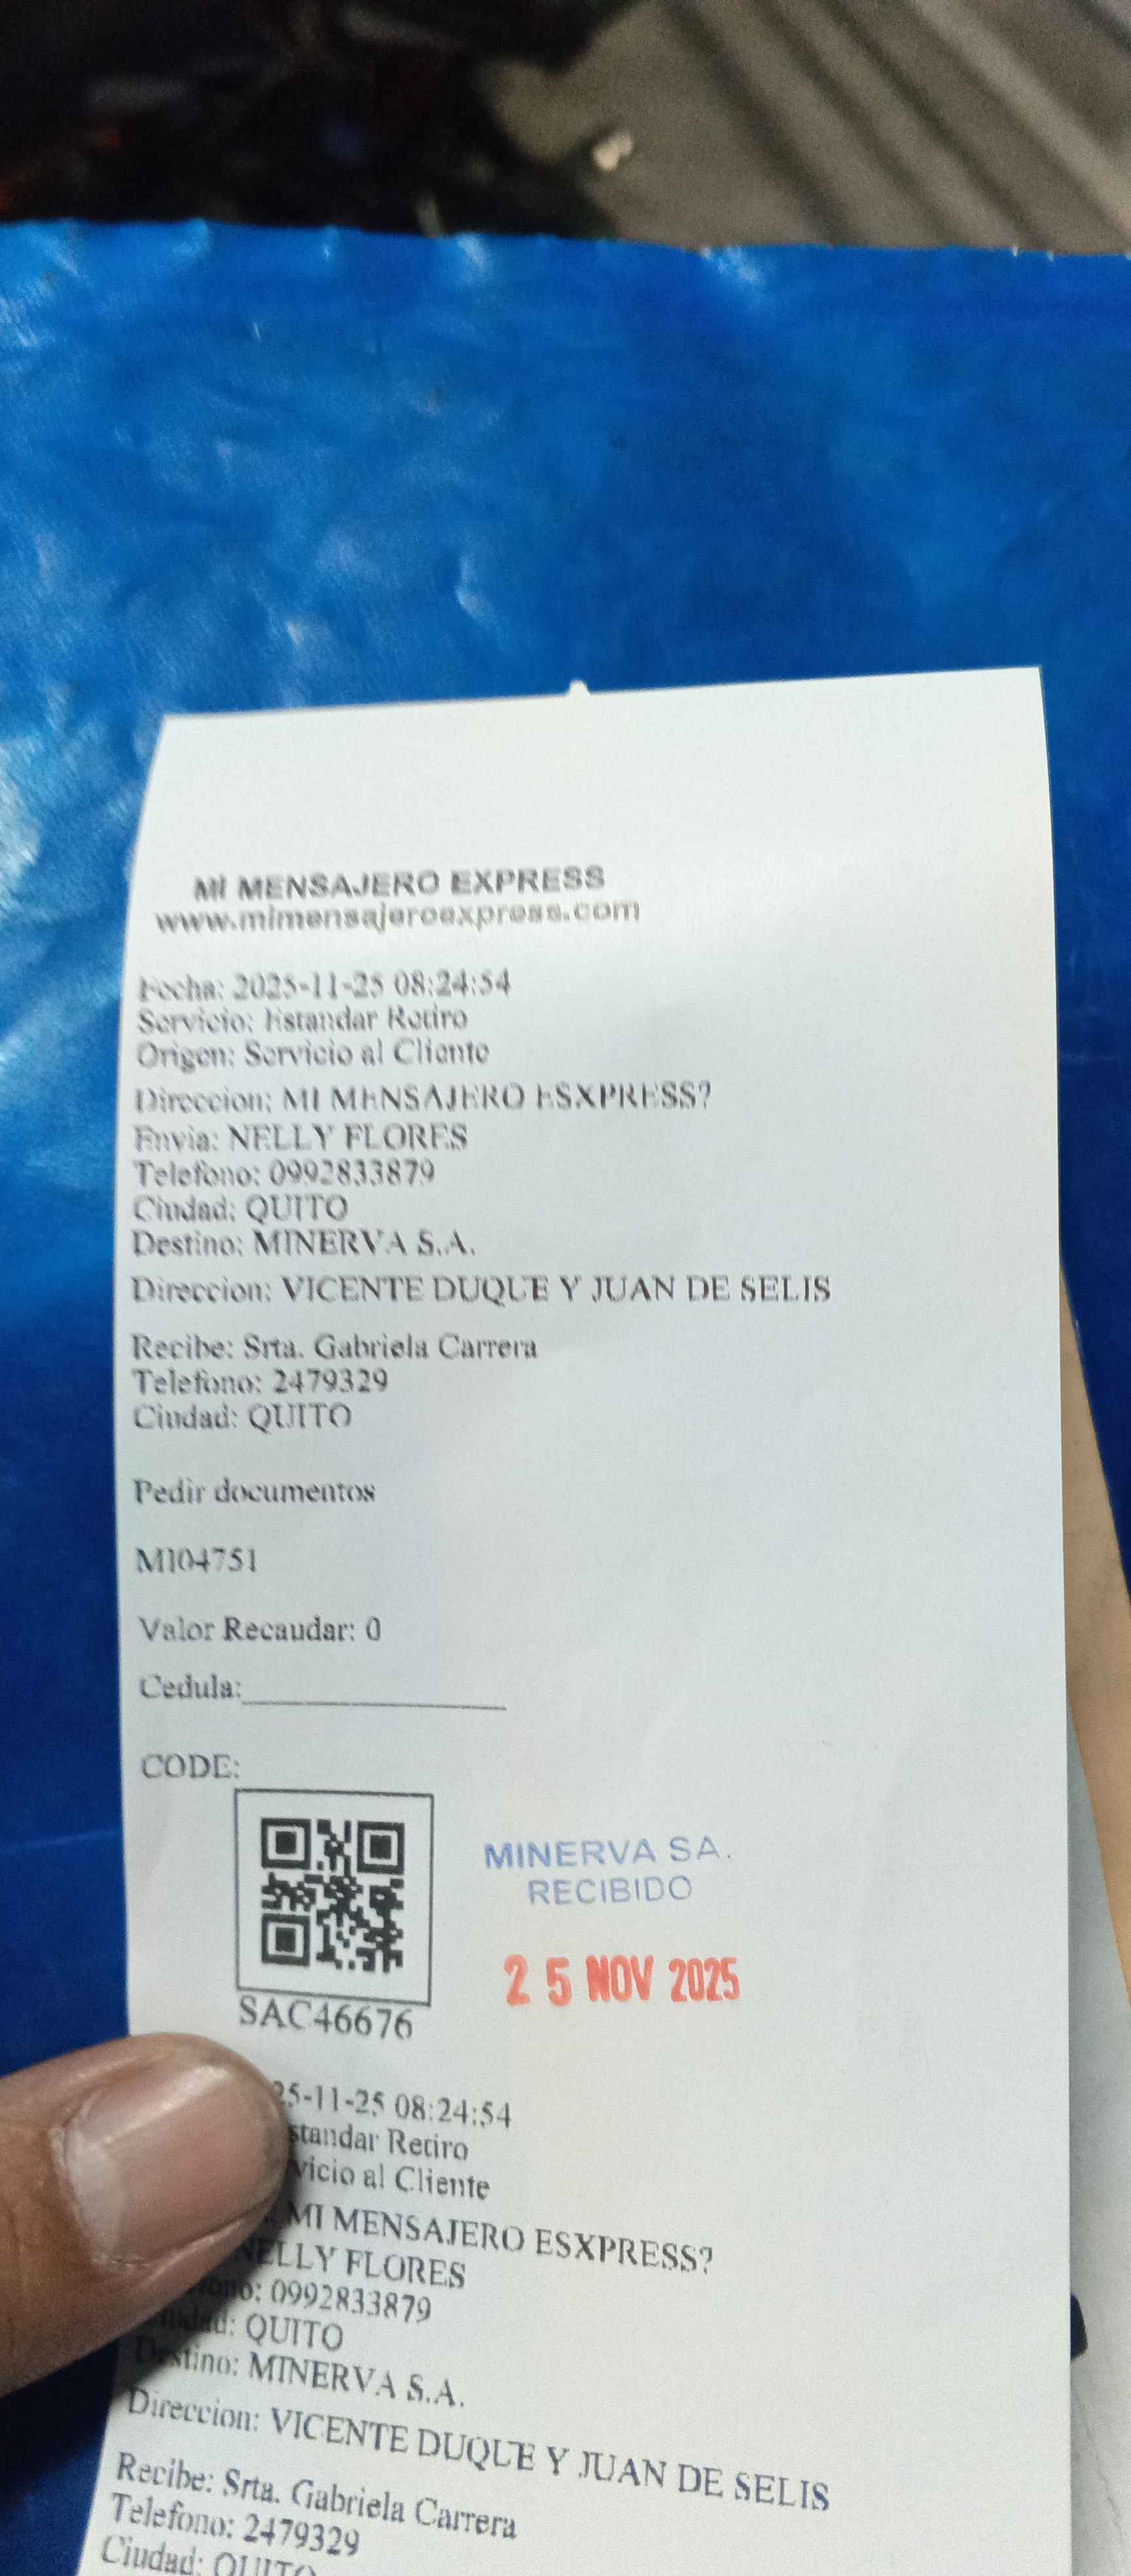 MI MENSAJERO EXPRESS
www.mimensajeroexpress.com
Fecha: 2025-11-25 08:24:54
Servicio: Estandar Retiro
Origen: Servicio al Cliente
Direccion: MI MENSAJERO ESXPRESS?
Envia: NELLY FLORES
Telefono: 0992833879
Ciudad: QUITO
Destino: MINERVA S.A.
Direccion: VICENTE DUQUE Y JUAN DE SELIS
Recibe: Srta. Gabriela Carrera
Telefono: 2479329
Ciudad: QUITO
Pedir documentos
MI04751
Valor Recaudar: 0
Cedula:
CODE:
MINERVA SA.
RECIBIDO
25 NOV 2025
SAC46676
25-11-25 08:24:54
standar Retiro
vicio al Cliente
MI MENSAJERO ESXPRESS?
NELLY FLORES
ono: 0992833879
dad: QUITO
Destino: MINERVA S.A.
Direccion: VICENTE DUQUE Y JUAN DE SELIS
Recibe: Srta. Gabriela Carrera
Telefono: 2479329
Ciudad: QUITO